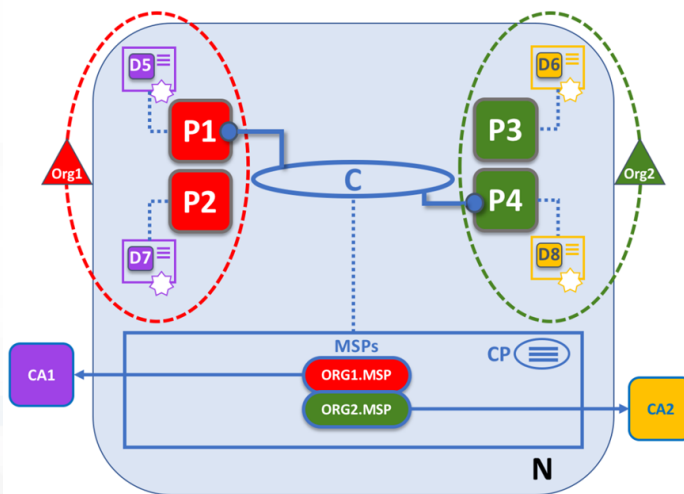 D5
D6
P1
P3
Org1
C
Org2
P2
P4
D7
D8
MSPs
CP
CA1
ORG1.MSP
ORG2.MSP
CA2
N